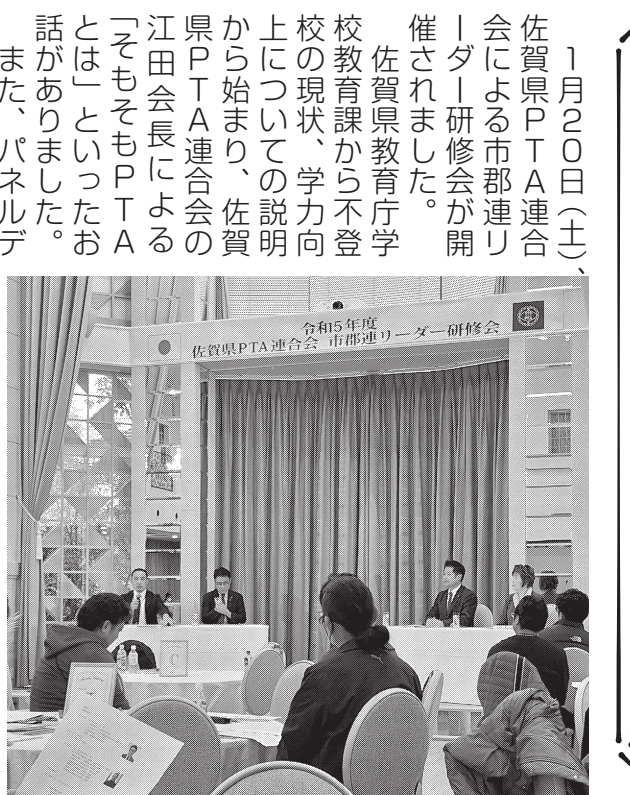 １月２０日（土）、
佐賀県ＰＴＡ連合
会による市郡連リ
ーダー研修会が開
催されました。
佐賀県教育庁学
校教育課から不登
校の現状、学力向
上についての説明
から始まり、佐賀
県ＰＴＡ連合会の
江田会長による
「そもそもＰＴＡ
とは」といったお
話がありました。
また、パネルデ
令和5年度
佐賀県PTA連合会 市郡連リーダー研修会
C